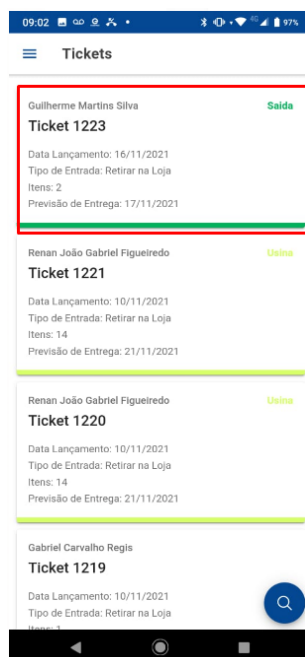 09:02
4G 97%
Tickets
Guilherme Martins Silva Saida
Ticket 1223
Data Lançamento: 16/11/2021
Tipo de Entrada: Retirar na Loja
Itens: 2
Previsão de Entrega: 17/11/2021
Renan João Gabriel Figueiredo Usina
Ticket 1221
Data Lançamento: 10/11/2021
Tipo de Entrada: Retirar na Loja
Itens: 14
Previsão de Entrega: 21/11/2021
Renan João Gabriel Figueiredo Usina
Ticket 1220
Data Lançamento: 10/11/2021
Tipo de Entrada: Retirar na Loja
Itens: 14
Previsão de Entrega: 21/11/2021
Gabriel Carvalho Regis
Ticket 1219
Data Lançamento: 10/11/2021
Tipo de Entrada: Retirar na Loja
Itens: 1